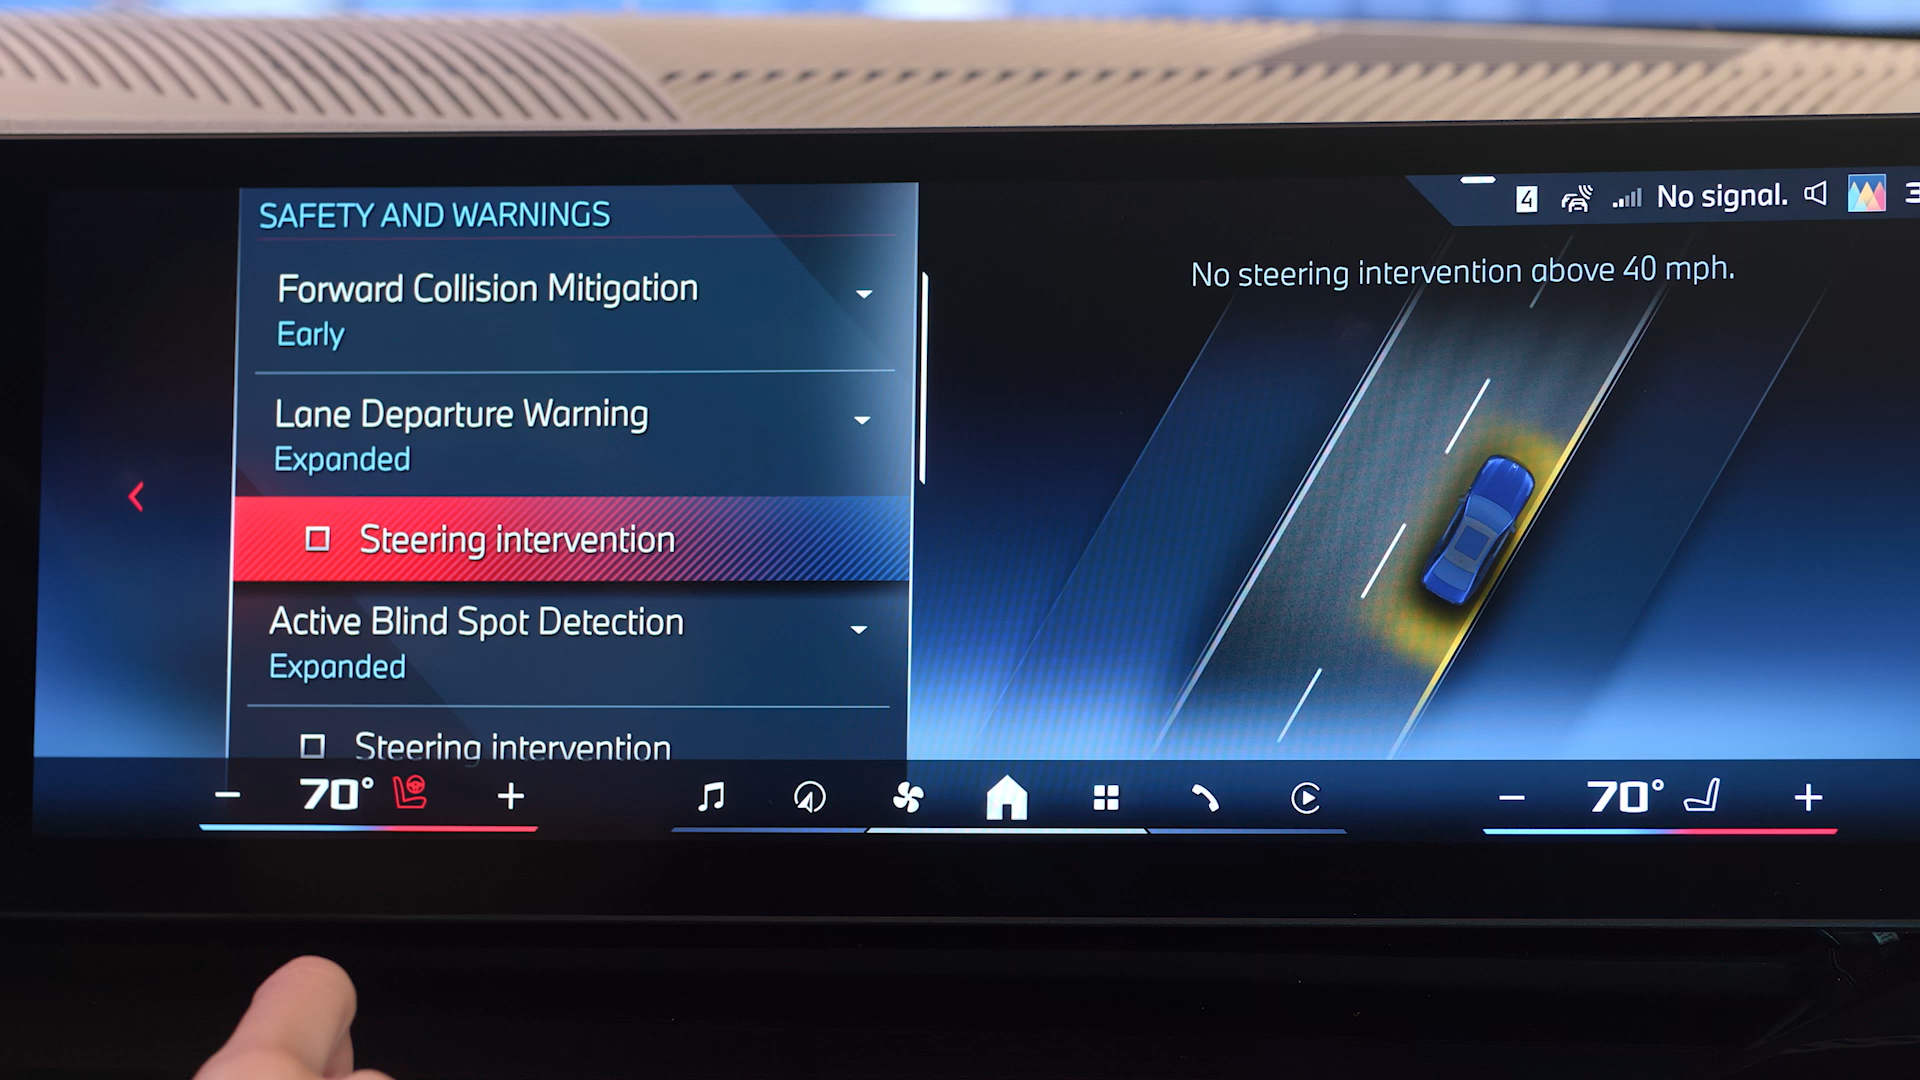 4 No signal. 3
SAFETY AND WARNINGS
Forward Collision Mitigation
Early
Lane Departure Warning
Expanded
Steering intervention
Active Blind Spot Detection
Expanded
Steering intervention
No steering intervention above 40 mph.
70°
70°